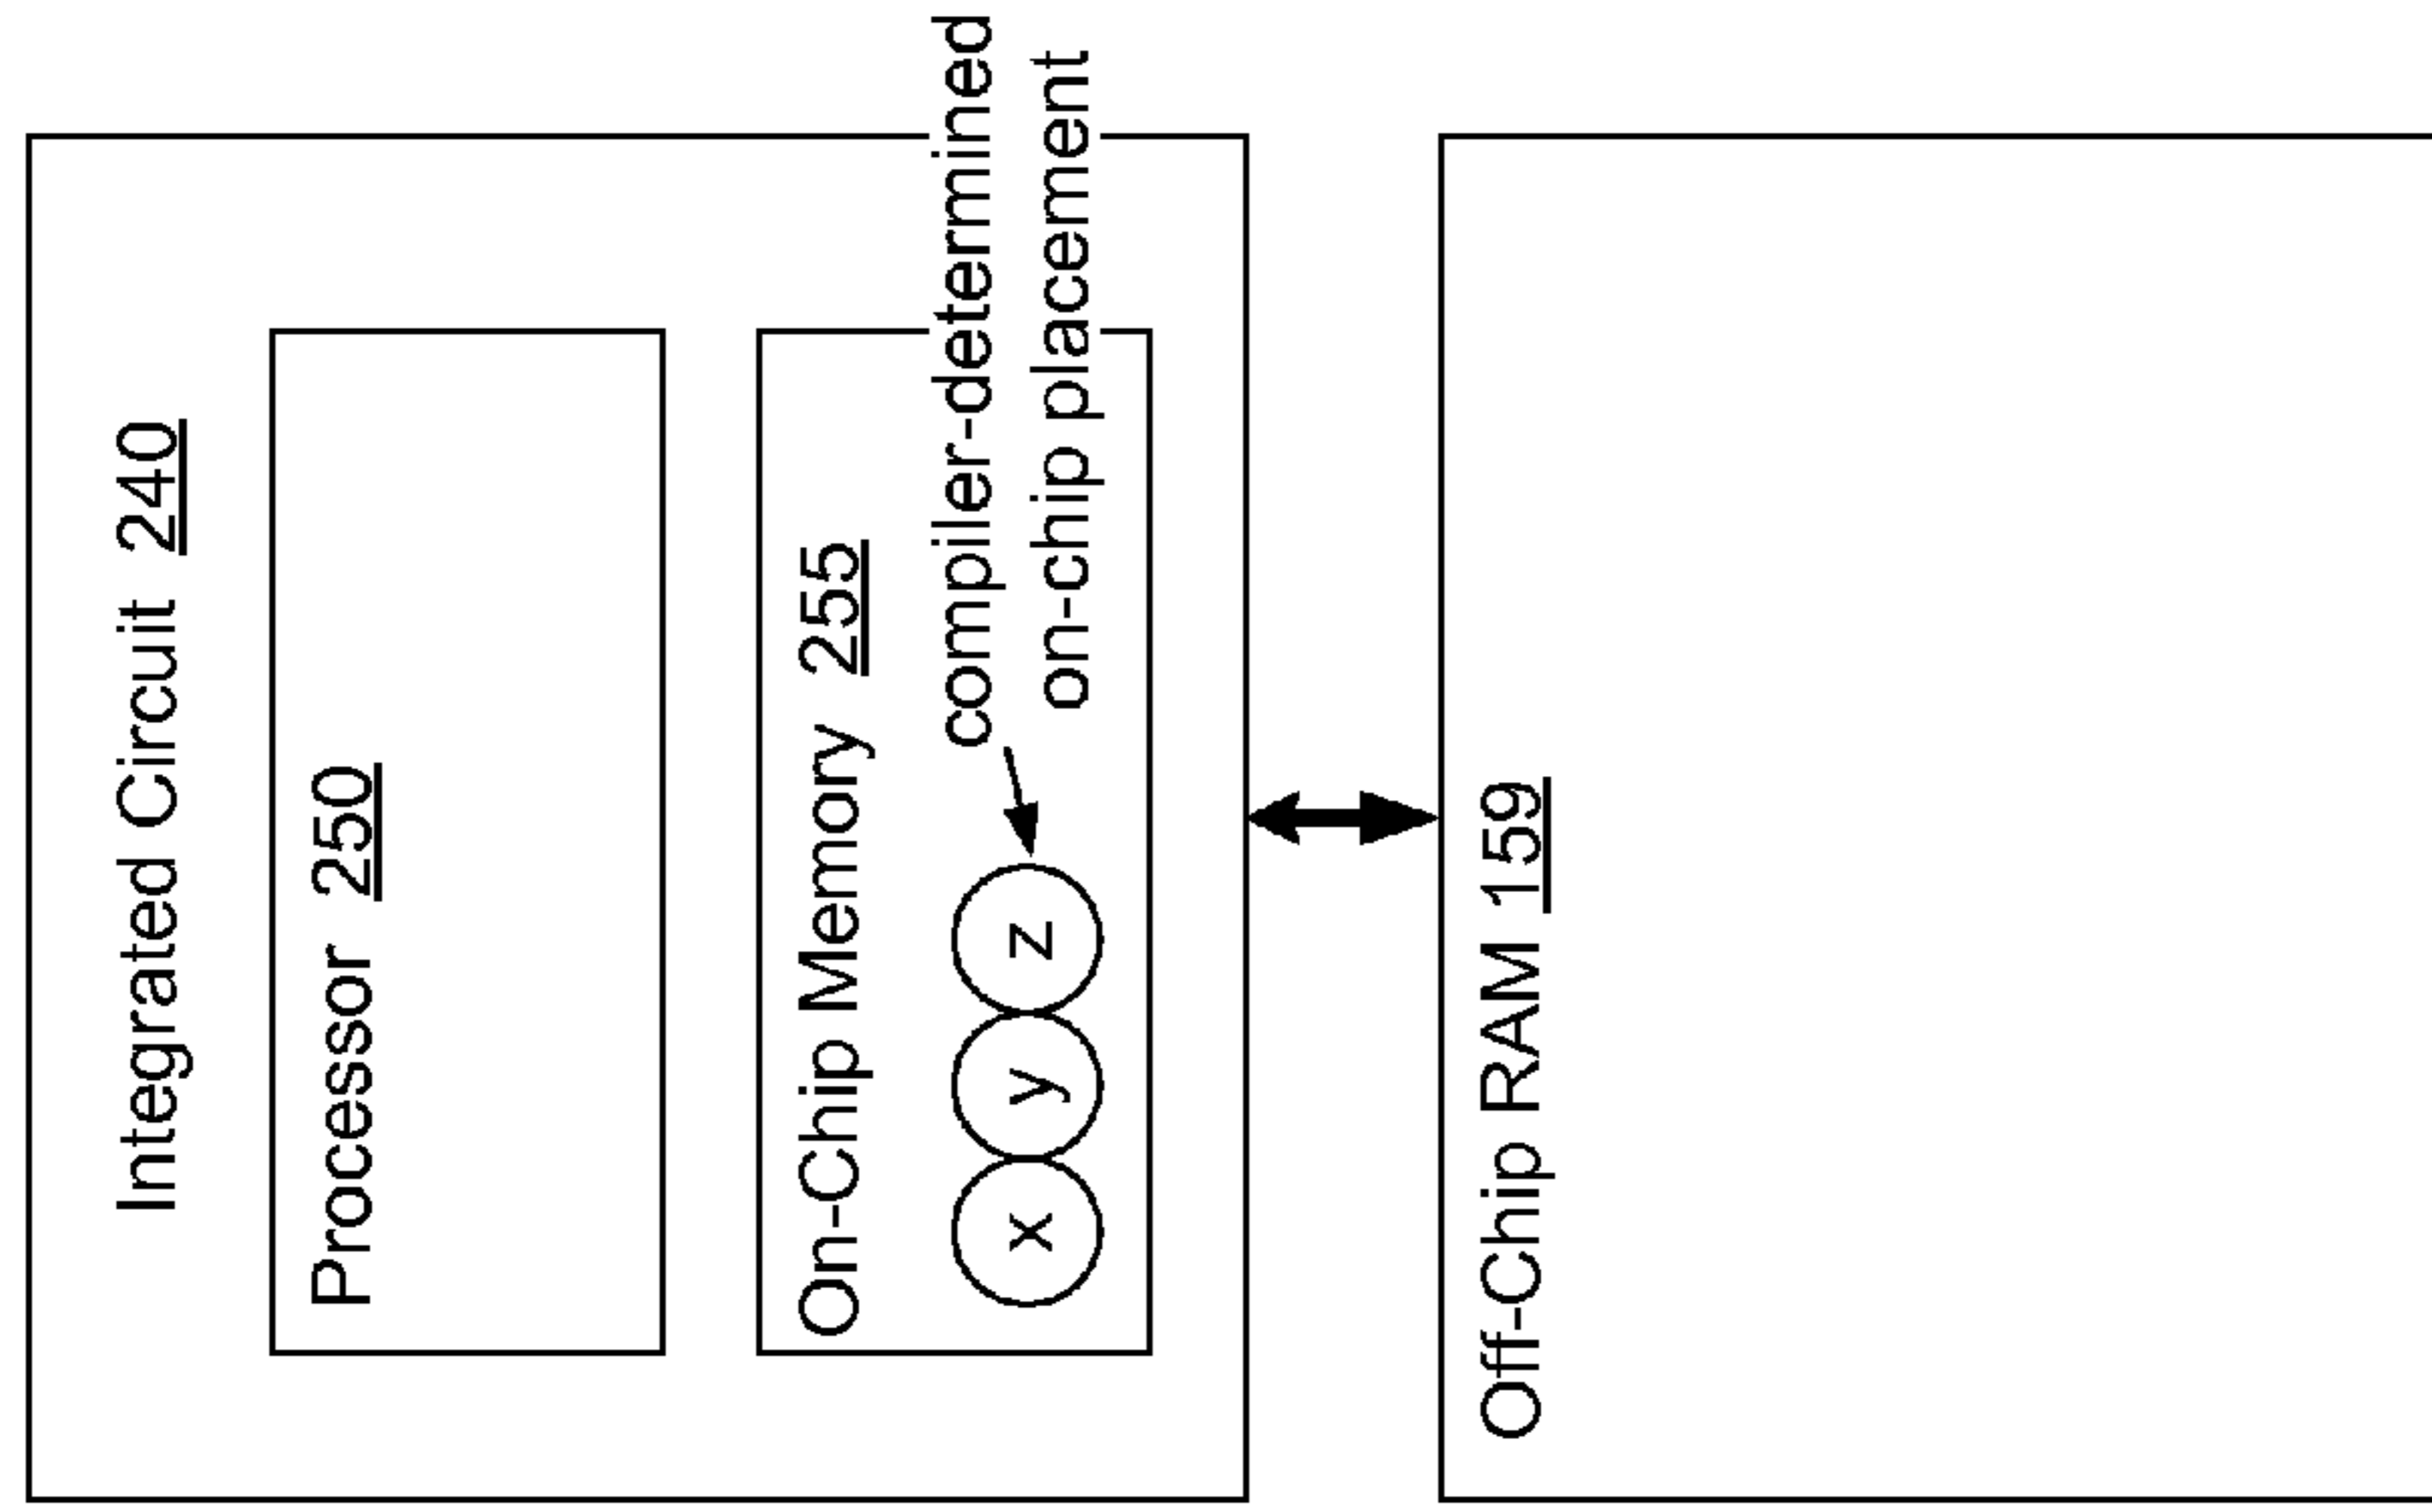 Integrated Circuit 240
Processor 250
On-Chip Memory 255
compiler-determined
on-chip placement
x y z
Off-Chip RAM 159